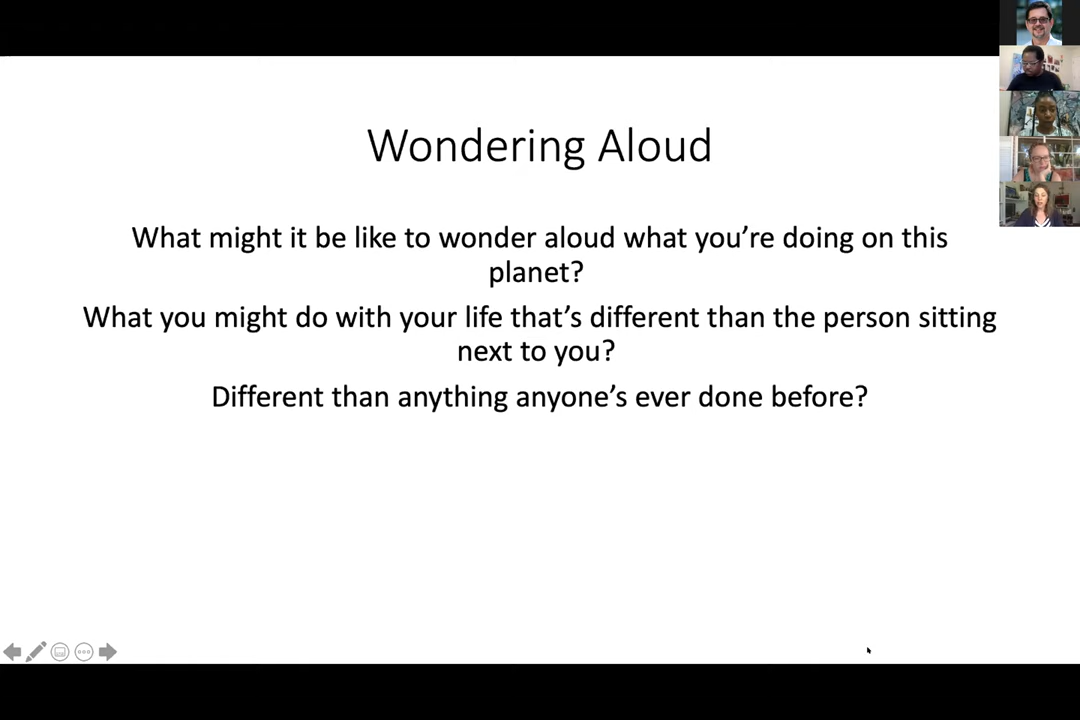 Wondering Aloud
What might it be like to wonder aloud what you’re doing on this
planet?
What you might do with your life that’s different than the person sitting
next to you?
Different than anything anyone’s ever done before?